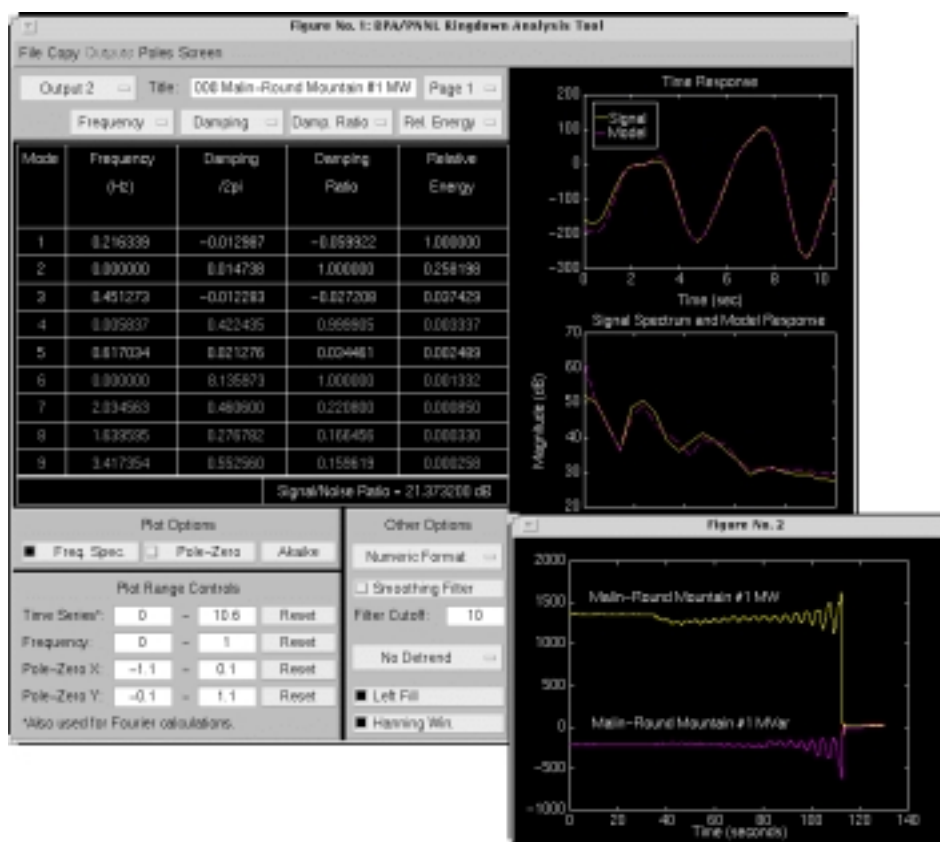 Figure No. 1: BPA/PNNL Ringdown Analysis Tool
File Copy Outputs Poles Screen
Output 2 Title: 008 Malin-Round Mountain #1 MW Page 1
Frequency Damping Damp. Ratio Rel. Energy
Mode Frequency (Hz) Damping /2pi Damping Ratio Relative Energy
1 0.216339 -0.012987 -0.059922 1.000000
2 0.000000 0.014738 1.000000 0.258198
3 0.451273 -0.012283 -0.027208 0.037429
4 0.005837 0.422435 0.999905 0.003337
5 0.617034 0.021276 0.034461 0.002489
6 0.000000 8.135873 1.000000 0.001332
7 2.034563 0.460600 0.220800 0.000850
8 1.639595 0.276782 0.166456 0.000330
9 3.417354 0.552560 0.159619 0.000258
Signal/Noise Ratio = 21.373200 dB
Time Response
200
100
0
-100
-200
-300
Signal
Model
0 2 4 6 8 10
Time (sec)
Signal Spectrum and Model Response
70
60
50
40
30
20
Magnitude (dB)
Plot Options
Freq. Spec. Pole-Zero Akaike
Plot Range Controls
Time Series*: 0 - 10.6 Reset
Frequency: 0 - 1 Reset
Pole-Zero X: -1.1 - 0.1 Reset
Pole-Zero Y: -0.1 - 1.1 Reset
*Also used for Fourier calculations.
Other Options
Numeric Format
Smoothing Filter
Filter Cutoff: 10
No Detrend
Left Fill
Hanning Win.
Figure No. 2
2000
1500
1000
500
0
-500
-1000
Malin-Round Mountain #1 MW
Malin-Round Mountain #1 MVar
0 20 40 60 80 100 120 140
Time (seconds)